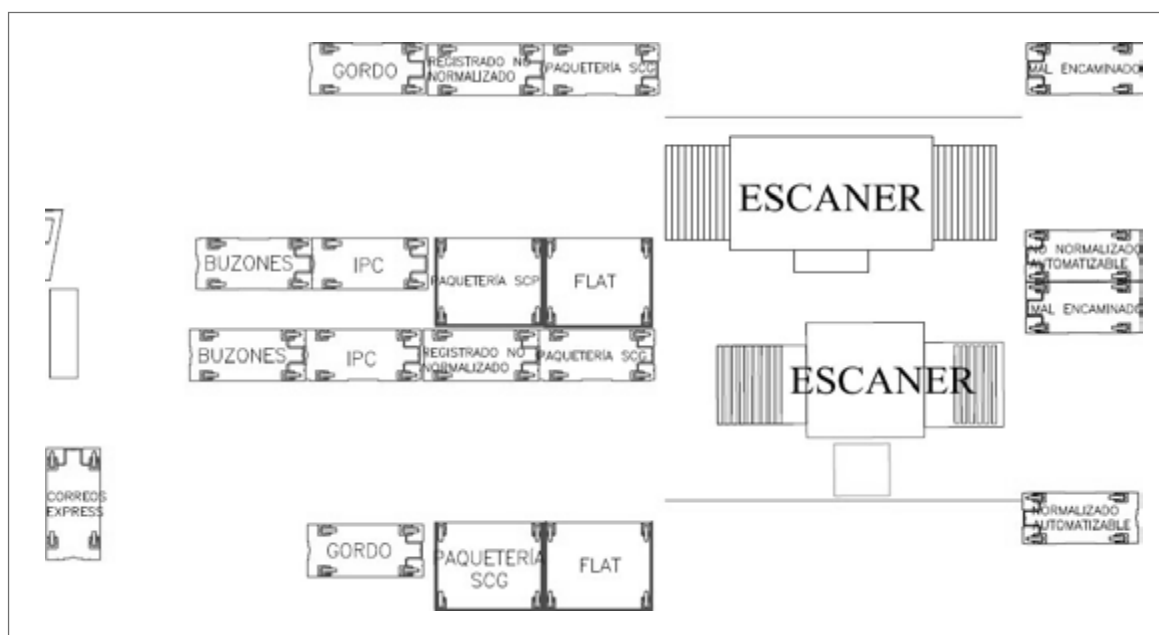 GORDO
REGISTRADO NO
NORMALIZADO
PAQUETERÍA SCG
MAL ENCAMINADO
ESCANER
BUZONES
IPC
PAQUETERÍA SCP
FLAT
NO NORMALIZADO
AUTOMATIZABLE
MAL ENCAMINADO
BUZONES
IPC
REGISTRADO NO
NORMALIZADO
PAQUETERÍA SCG
ESCANER
CORREOS
EXPRESS
NORMALIZADO
AUTOMATIZABLE
GORDO
PAQUETERÍA
SCG
FLAT